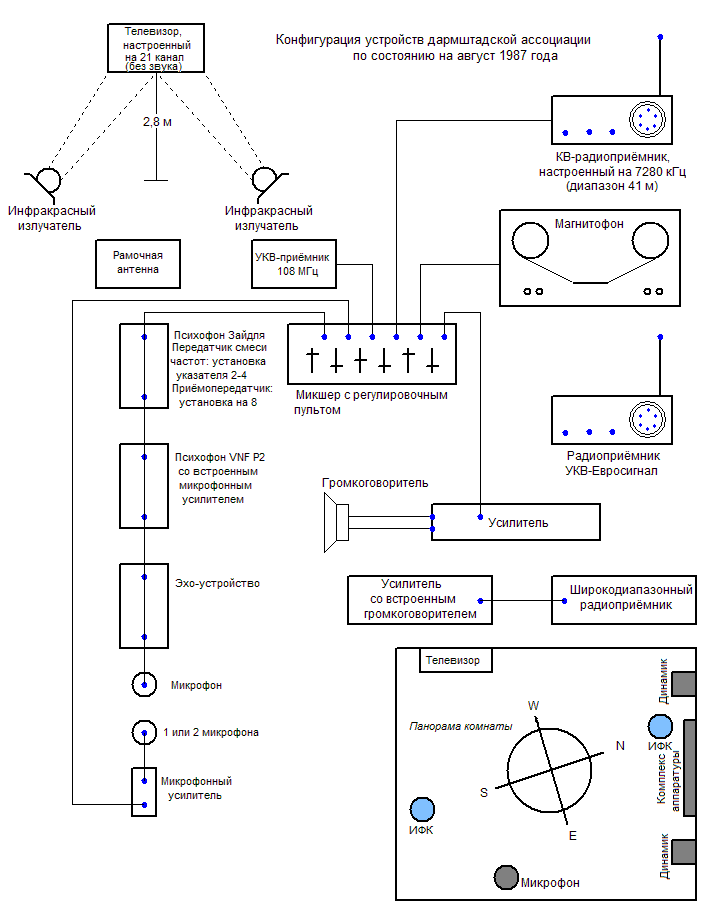 Конфигурация устройств дармштадской ассоциации
по состоянию на август 1987 года
Телевизор,
настроенный
на 21 канал
(без звука)
2,8 м
Инфракрасный
излучатель
Инфракрасный
излучатель
КВ-радиоприёмник,
настроенный на 7280 кГц
(диапазон 41 м)
Магнитофон
Рамочная
антенна
УКВ-приёмник
108 МГц
Психофон Зайдля
Передатчик смеси
частот: установка
указателя 2-4
Приёмопередатчик:
установка на 8
Микшер с регулировочным
пультом
Радиоприёмник
УКВ-Евросигнал
Психофон VNF P2
со встроенным
микрофонным
усилителем
Громкоговоритель
Усилитель
Эхо-устройство
Усилитель
со встроенным
громкоговорителем
Широкодиапазонный
радиоприёмник
Микрофон
1 или 2 микрофона
Микрофонный
усилитель
Телевизор
Панорама комнаты
W
N
S
E
Динамик
ИФК
Комплекс
аппаратуры
ИФК
Динамик
Микрофон